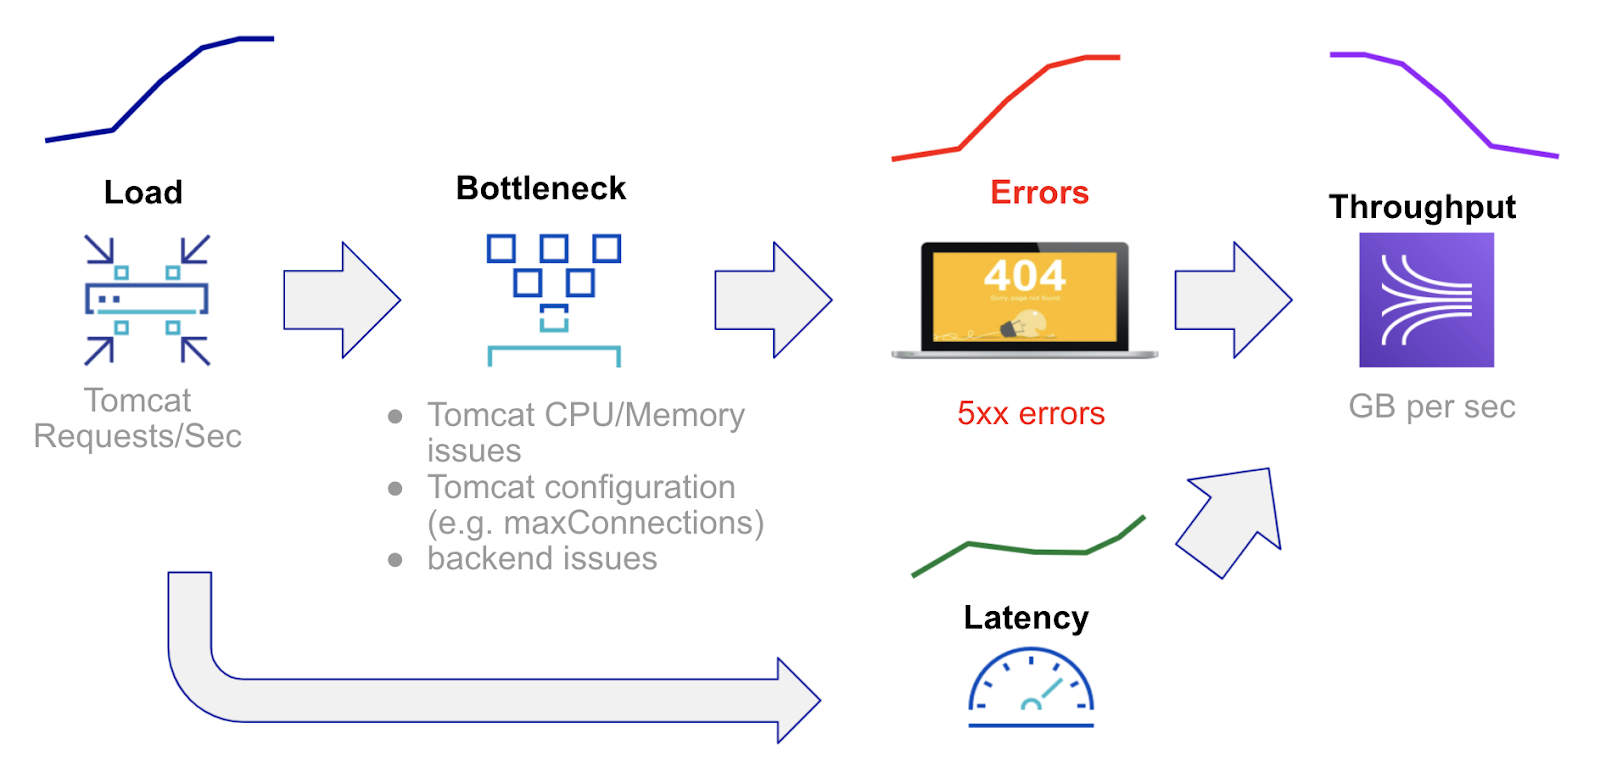 Load
Bottleneck
Errors
Throughput
404
Sorry, page not found
Tomcat
Requests/Sec
● Tomcat CPU/Memory
issues
● Tomcat configuration
(e.g. maxConnections)
● backend issues
5xx errors
GB per sec
Latency